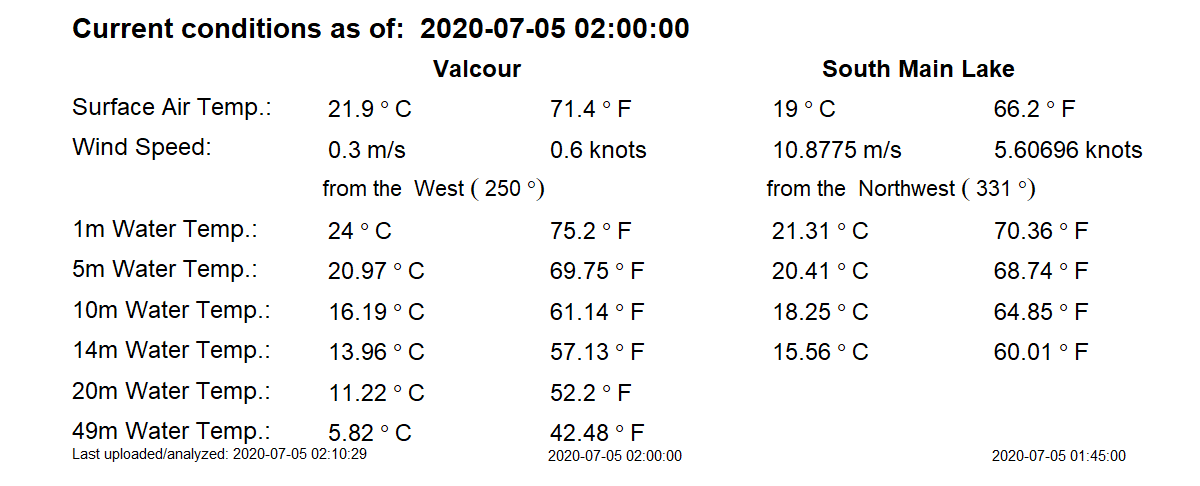 Current conditions as of: 2020-07-05 02:00:00
Valcour South Main Lake
Surface Air Temp.: 21.9 ° C 71.4 ° F 19 ° C 66.2 ° F
Wind Speed: 0.3 m/s 0.6 knots 10.8775 m/s 5.60696 knots
from the West ( 250 °) from the Northwest ( 331 °)
1m Water Temp.: 24 ° C 75.2 ° F 21.31 ° C 70.36 ° F
5m Water Temp.: 20.97 ° C 69.75 ° F 20.41 ° C 68.74 ° F
10m Water Temp.: 16.19 ° C 61.14 ° F 18.25 ° C 64.85 ° F
14m Water Temp.: 13.96 ° C 57.13 ° F 15.56 ° C 60.01 ° F
20m Water Temp.: 11.22 ° C 52.2 ° F
49m Water Temp.: 5.82 ° C 42.48 ° F
Last uploaded/analyzed: 2020-07-05 02:10:29 2020-07-05 02:00:00 2020-07-05 01:45:00